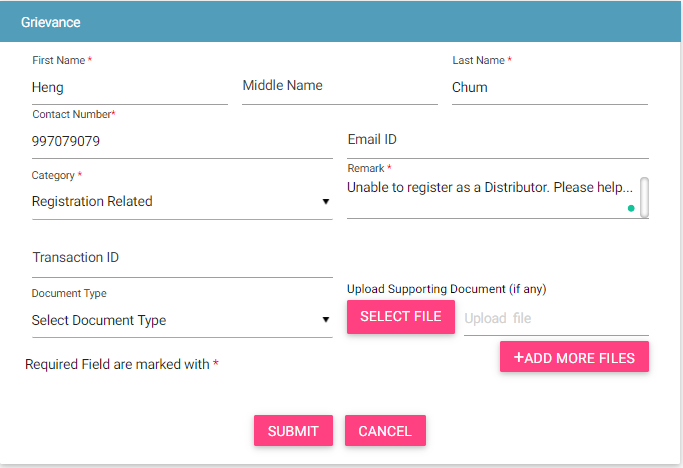 Grievance
First Name *
Last Name *
Heng
Middle Name
Chum
Contact Number*
997079079
Email ID
Category *
Remark *
Registration Related
Unable to register as a Distributor. Please help...
Transaction ID
Document Type
Upload Supporting Document (if any)
Select Document Type
SELECT FILE
Upload file
Required Field are marked with *
+ADD MORE FILES
SUBMIT
CANCEL